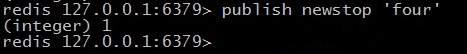 redis 127.0.0.1:6379> publish newstop 'four'
(integer) 1
redis 127.0.0.1:6379>